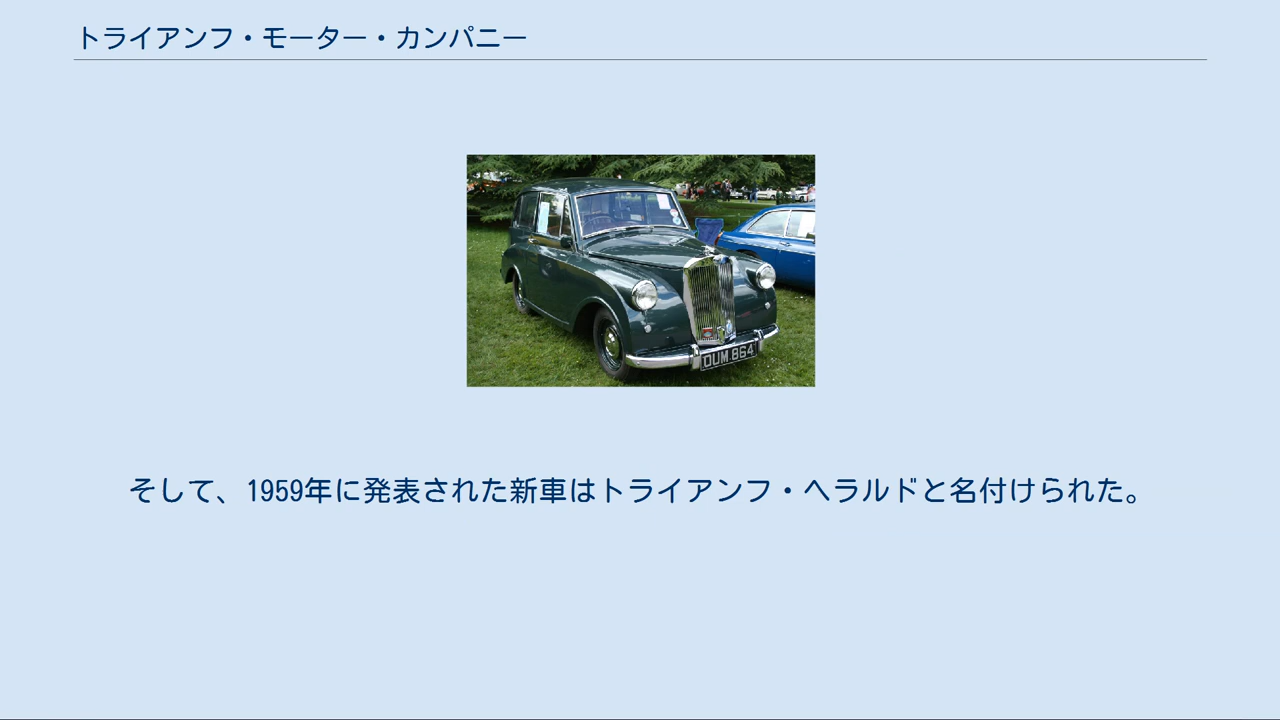 トライアンフ・モーター・カンパニー
OUM 864
そして、1959年に発表された新車はトライアンフ・ヘラルドと名付けられた。